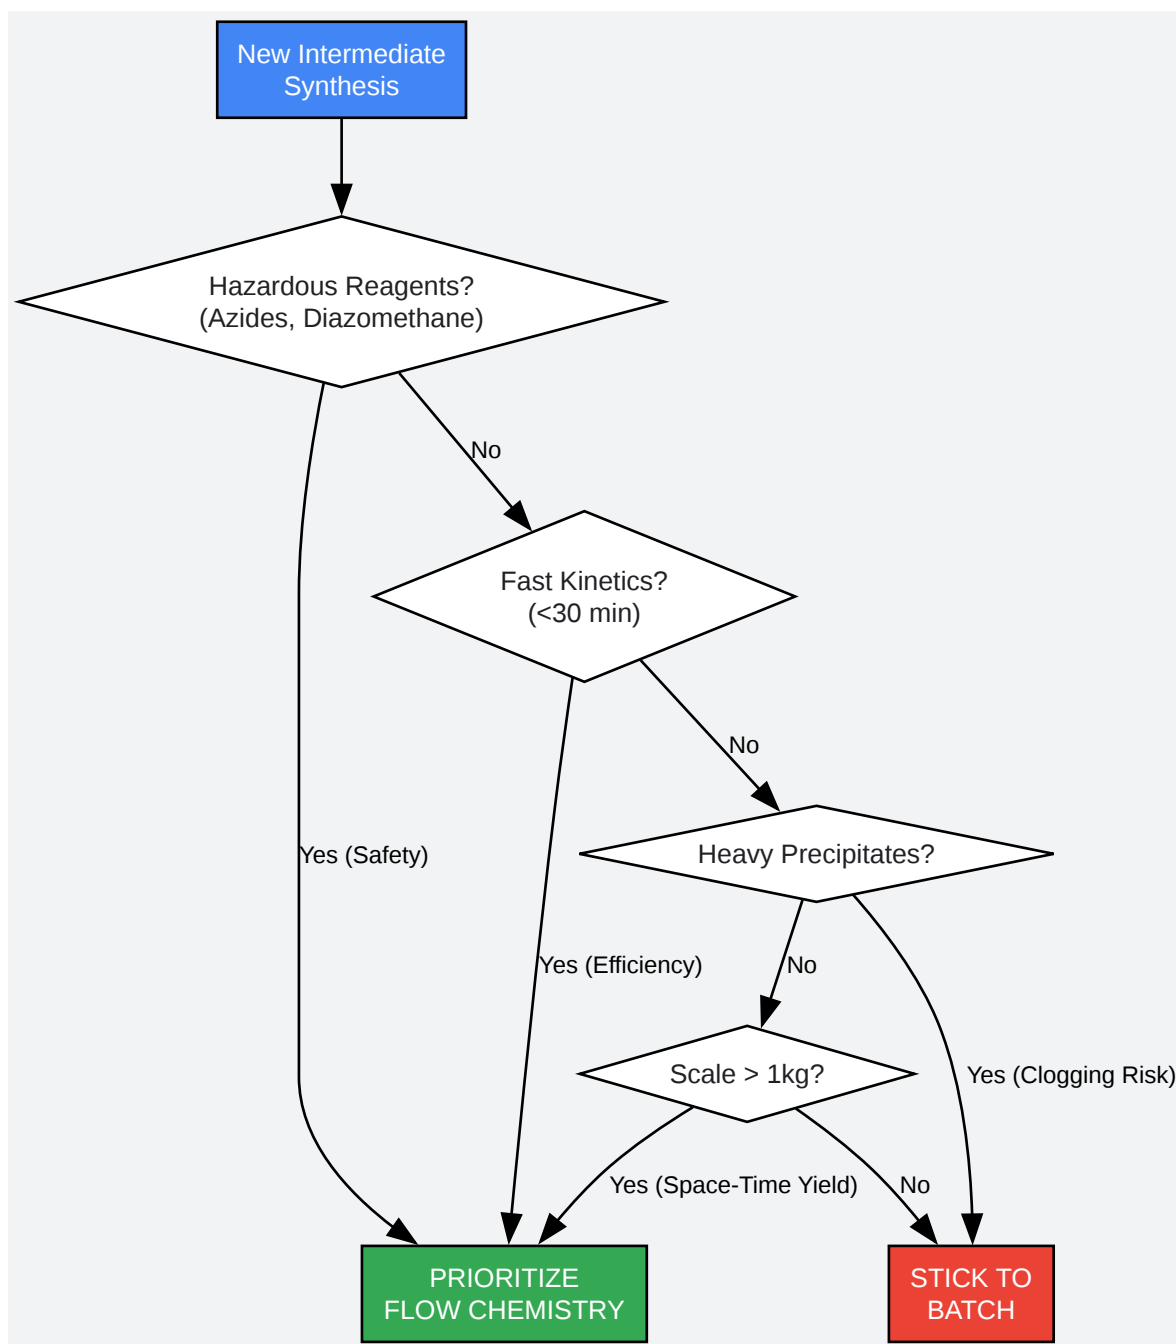 New Intermediate
Synthesis
Hazardous Reagents?
(Azides, Diazomethane)
No
Fast Kinetics?
(<30 min)
No
Heavy Precipitates?
Yes (Safety)
Yes (Efficiency)
No
Scale > 1kg?
Yes (Clogging Risk)
Yes (Space-Time Yield)
No
PRIORITIZE
FLOW CHEMISTRY
STICK TO
BATCH